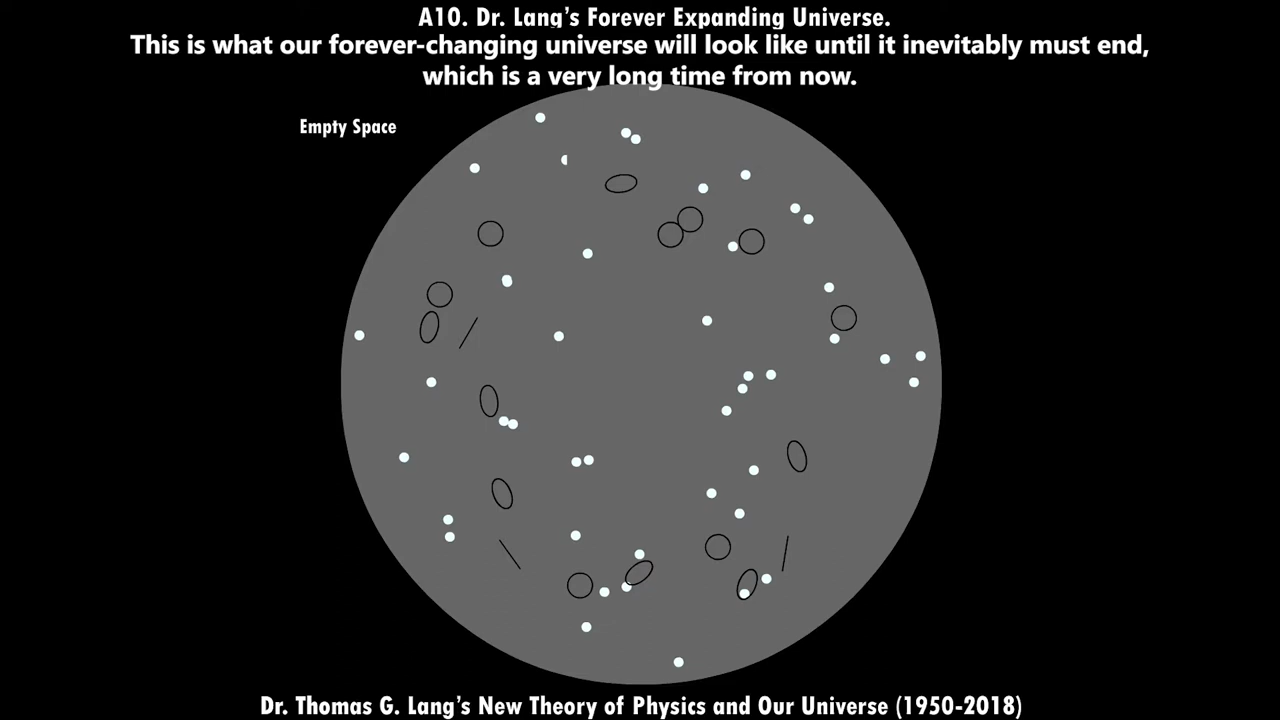 A10. Dr. Lang's Forever Expanding Universe.
This is what our forever-changing universe will look like until it inevitably must end,
which is a very long time from now.
Empty Space
Dr. Thomas G. Lang's New Theory of Physics and Our Universe (1950-2018)